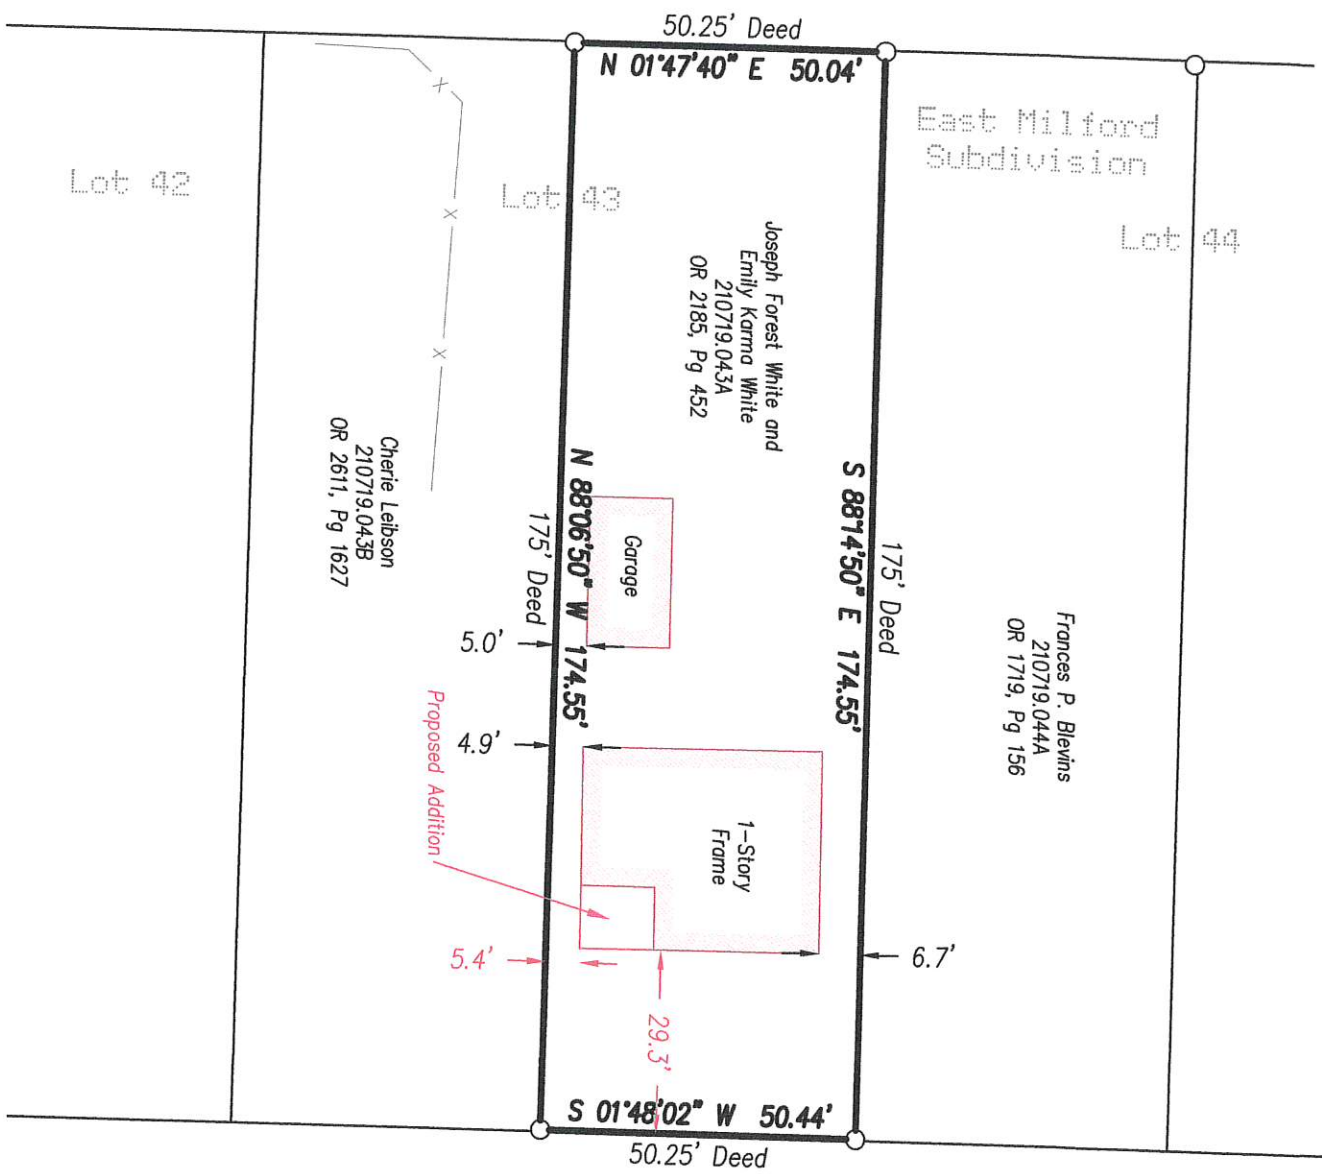 50.25' Deed
N 01°47'40" E 50.04'
East Milford
Subdivision
Lot 42
Lot 43
Lot 44
Joseph Forest White and
Emily Karma White
210719.043A
OR 2185, Pg 452
Cherie Leibson
210719.043B
OR 2611, Pg 1627
N 88°06'50" W 174.55'
175' Deed
Garage
S 88°14'50" E 174.55'
175' Deed
Frances P. Blevins
210719.044A
OR 1719, Pg 156
5.0'
4.9'
Proposed Addition
1-Story
Frame
5.4'
6.7'
29.3'
S 01°48'02" W 50.44'
50.25' Deed